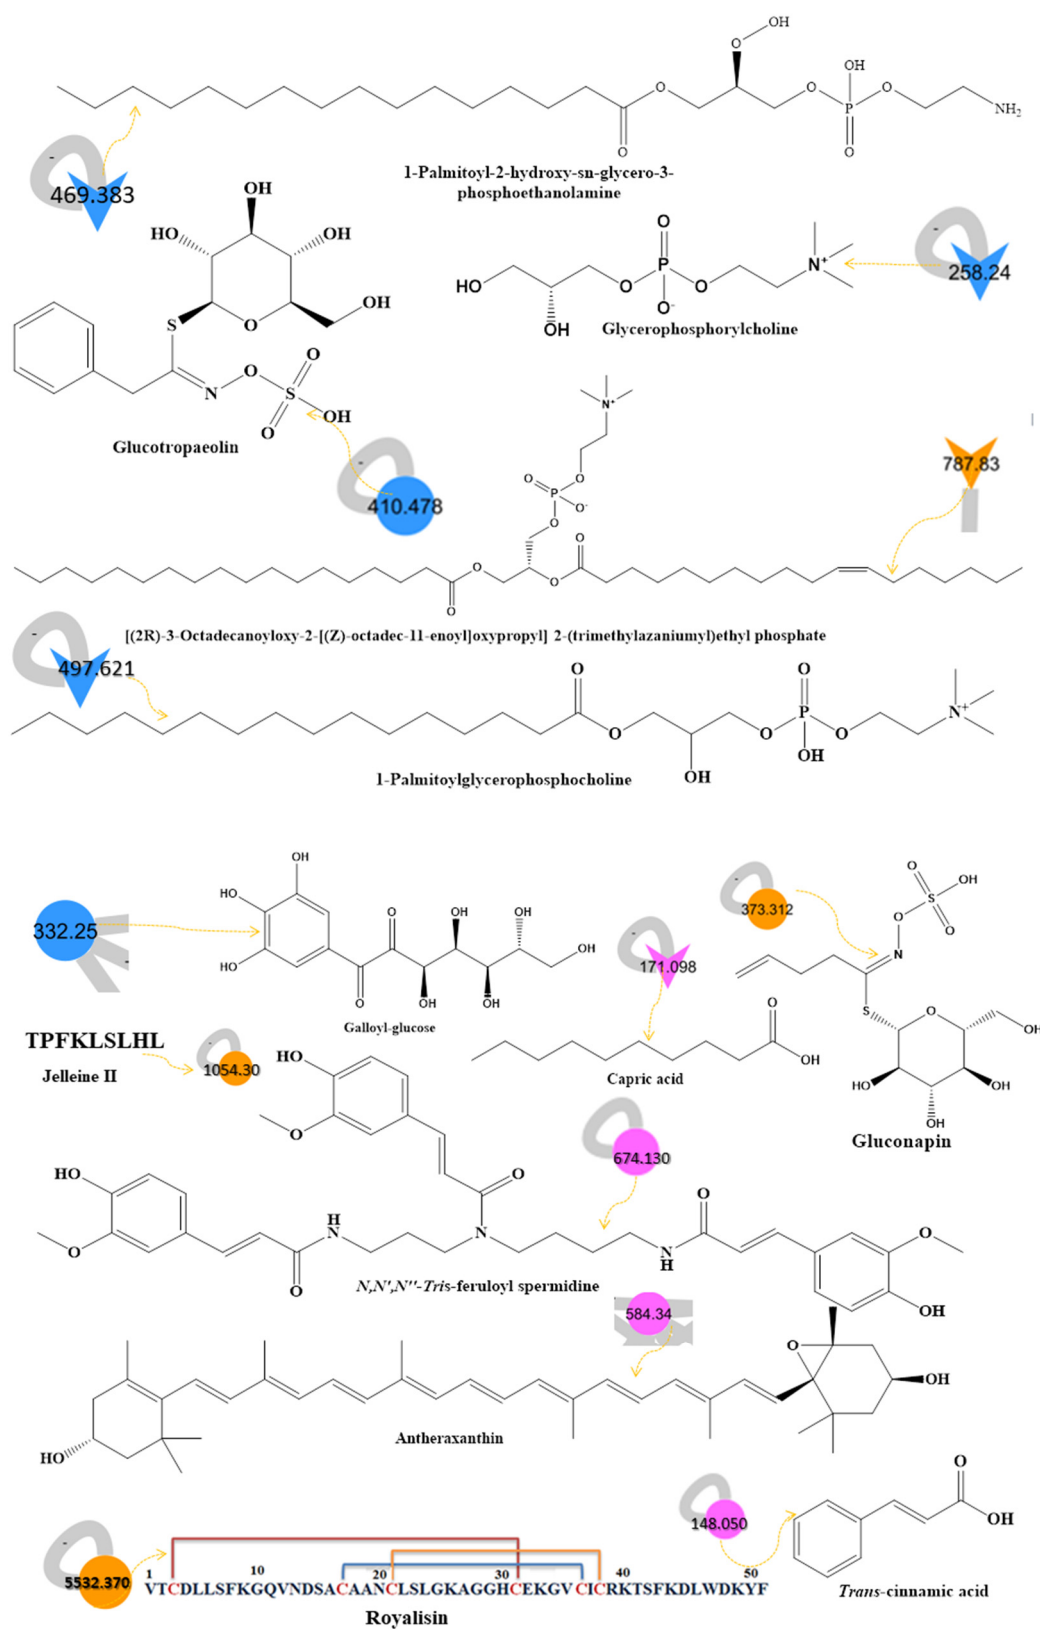 OH
O
OH
O
O
O
P
NH2
O
O
1-Palmitoyl-2-hydroxy-sn-glycero-3-
phosphoethanolamine
-
469.383
OH
HO
OH
OH
S
O
O
O
N
S
OH
O
Glucotropaeolin
-
410.478
O
HO
O
P
O
N+
O-
OH
Glycerophosphorylcholine
-
258.24
N+
O
O
P
O-
O
O
O
O
O
787.83
[(2R)-3-Octadecanoyloxy-2-[(Z)-octadec-11-enoyl]oxypropyl] 2-(trimethylazaniumyl)ethyl phosphate
-
497.621
O
O
O
O
P
O
N+
OH
OH
1-Palmitoylglycerophosphocholine
332.25
-
OH
HO
HO
O
OH
OH
OH
O
OH
OH
Galloyl-glucose
-
171.098
O
OH
Capric acid
-
373.312
O
OH
S
O
O
N
S
O
OH
HO
OH
OH
Gluconapin
TPFKLSLHL
Jelleine II
-
1054.30
HO
O
-
674.130
HO
O
O
H
N
O
N
N
H
O
O
OH
N,N',N''-Tris-feruloyl spermidine
584.34
O
OH
HO
Antheraxanthin
-
148.050
O
OH
Trans-cinnamic acid
-
5532.370
1 10 20 30 40 50
VTCDLLSFKGQVNDSACAANCLSLGKAGGHCEKGVCICRKTSFKDLWDKYF
Royalisin